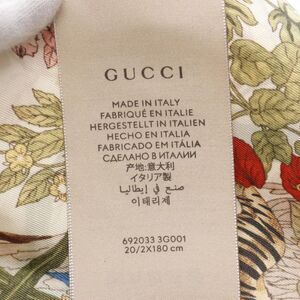 GUCCI
MADE IN ITALY
FABRIQUÉ EN ITALIE
HERGESTELLT IN ITALIEN
HECHO EN ITALIA
FABRICADO EM ITÁLIA
СДЕЛАНО В ИТАЛИИ
产地:意大利
イタリア製
صنع في إيطاليا
이태리제
692033 3G001
20/2X180 cm